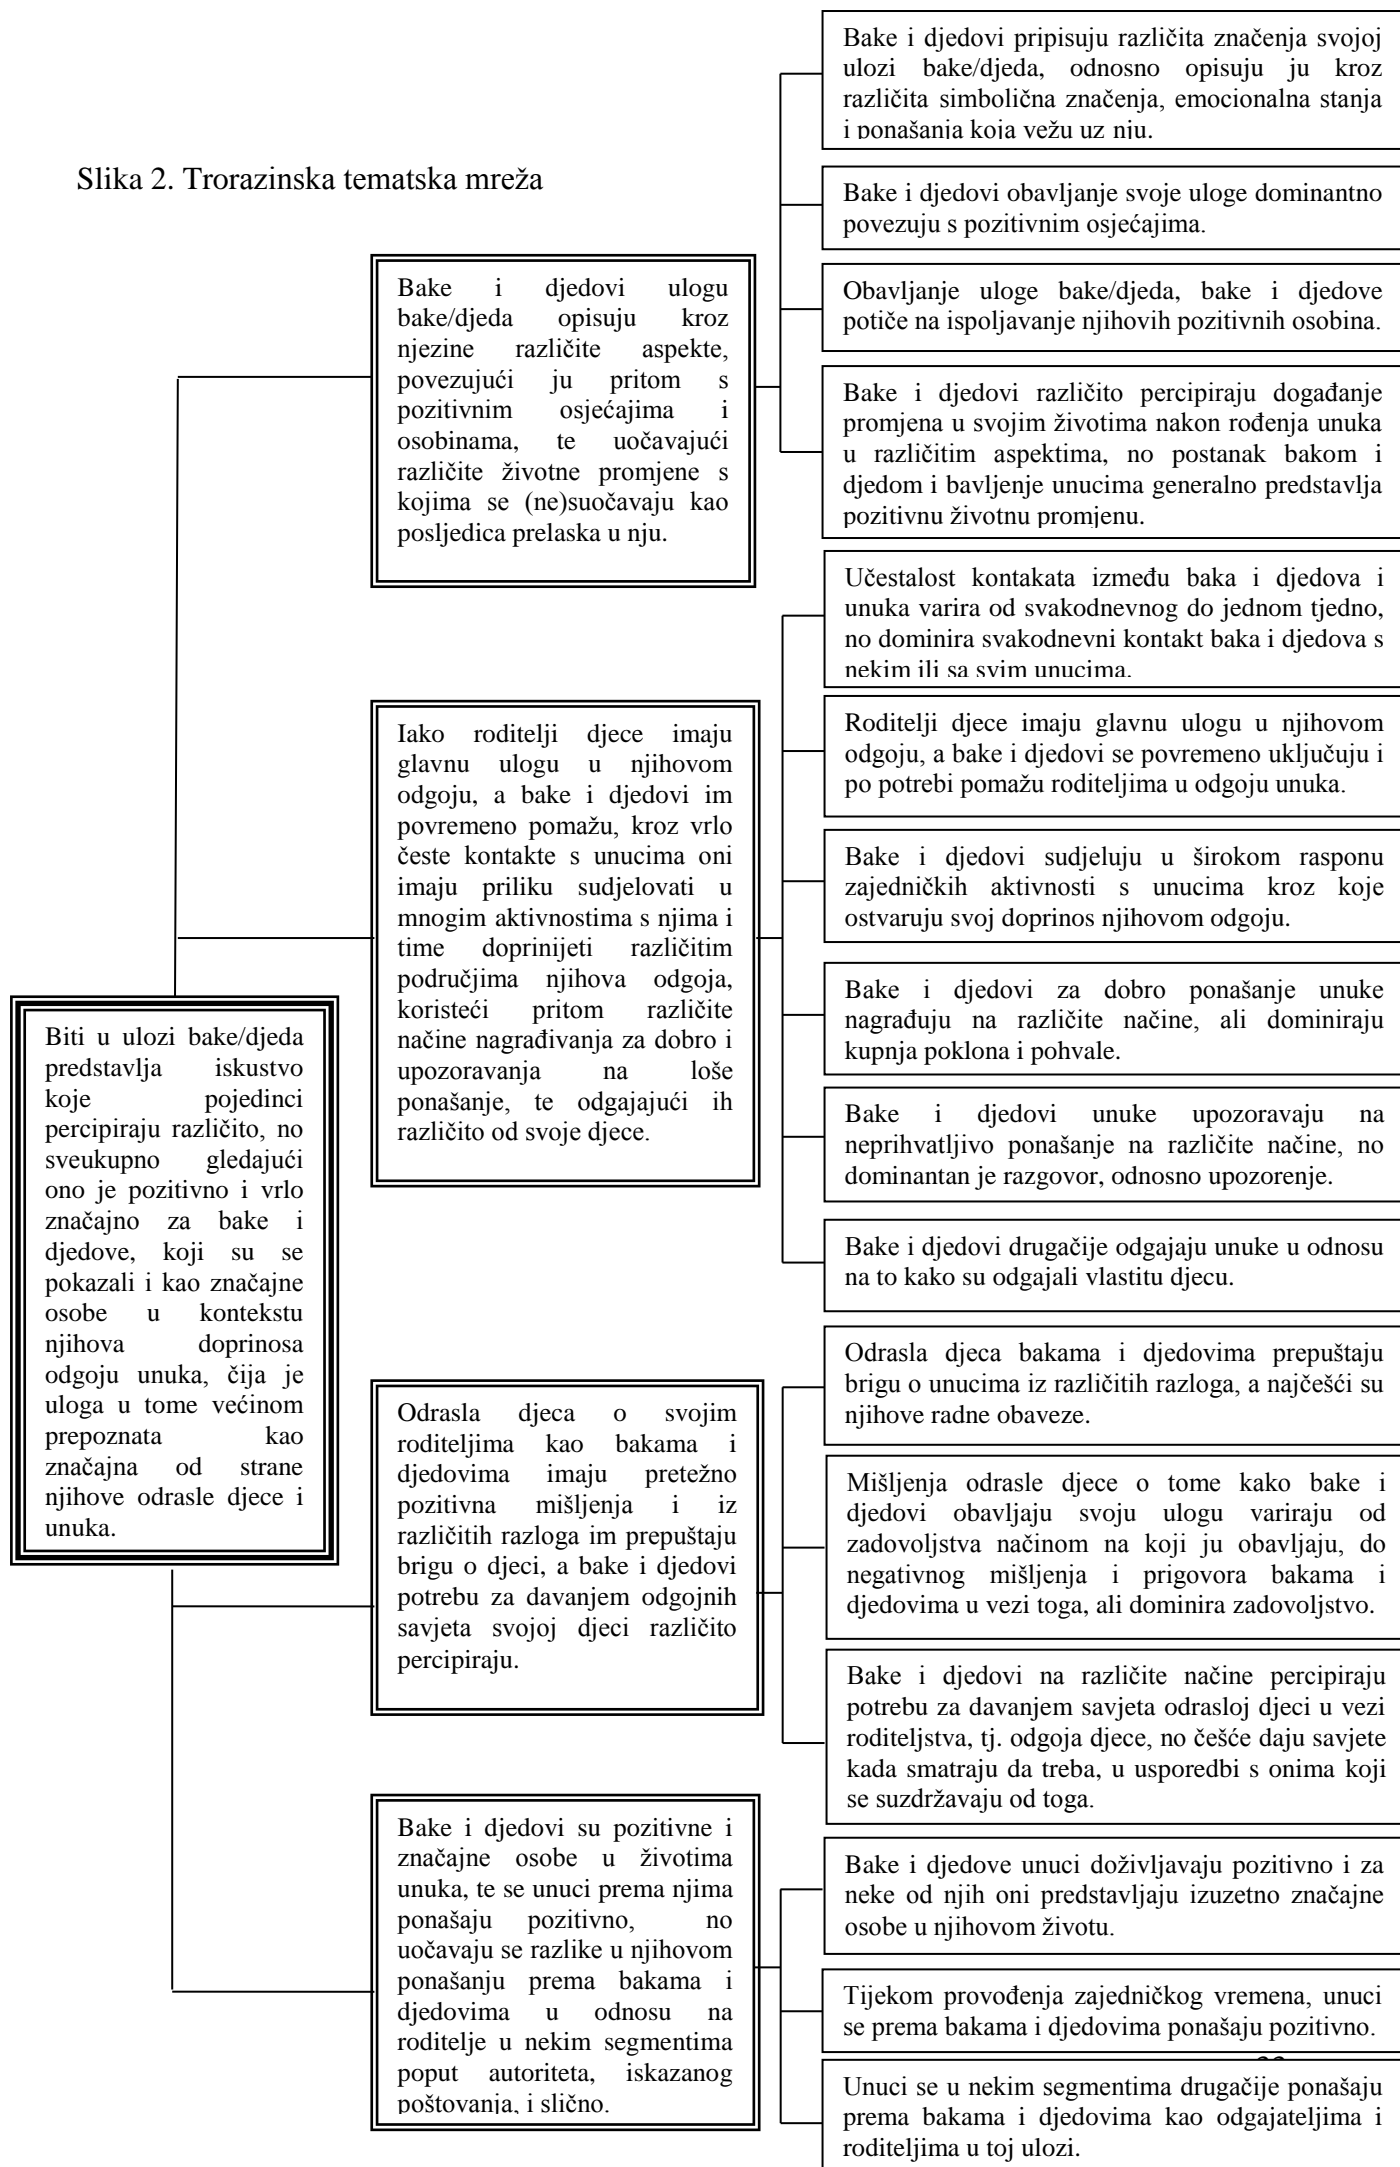 Slika 2. Trorazinska tematska mreža
Biti u ulozi bake/djeda
predstavlja iskustvo
koje pojedinci
percipiraju različito, no
sveukupno gledajući
ono je pozitivno i vrlo
značajno za bake i
djedove, koji su se
pokazali i kao značajne
osobe u kontekstu
njihova doprinosa
odgoju unuka, čija je
uloga u tome većinom
prepoznata kao
značajna od strane
njihove odrasle djece i
unuka.
Bake i djedovi ulogu
bake/djeda opisuju kroz
njezine različite aspekte,
povezujući ju pritom s
pozitivnim osjećajima i
osobinama, te uočavajući
različite životne promjene s
kojima se (ne)suočavaju kao
posljedica prelaska u nju.
Bake i djedovi pripisuju različita značenja svojoj
ulozi bake/djeda, odnosno opisuju ju kroz
različita simbolična značenja, emocionalna stanja
i ponašanja koja vežu uz nju.
Bake i djedovi obavljanje svoje uloge dominantno
povezuju s pozitivnim osjećajima.
Obavljanje uloge bake/djeda, bake i djedove
potiče na ispoljavanje njihovih pozitivnih osobina.
Bake i djedovi različito percipiraju događanje
promjena u svojim životima nakon rođenja unuka
u različitim aspektima, no postanak bakom i
djedom i bavljenje unucima generalno predstavlja
pozitivnu životnu promjenu.
Iako roditelji djece imaju
glavnu ulogu u njihovom
odgoju, a bake i djedovi im
povremeno pomažu, kroz vrlo
česte kontakte s unucima oni
imaju priliku sudjelovati u
mnogim aktivnostima s njima i
time doprinijeti različitim
područjima njihova odgoja,
koristeći pritom različite
načine nagrađivanja za dobro i
upozoravanja na loše
ponašanje, te odgajajući ih
različito od svoje djece.
Učestalost kontakata između baka i djedova i
unuka varira od svakodnevnog do jednom tjedno,
no dominira svakodnevni kontakt baka i djedova s
nekim ili sa svim unucima.
Roditelji djece imaju glavnu ulogu u njihovom
odgoju, a bake i djedovi se povremeno uključuju i
po potrebi pomažu roditeljima u odgoju unuka.
Bake i djedovi sudjeluju u širokom rasponu
zajedničkih aktivnosti s unucima kroz koje
ostvaruju svoj doprinos njihovom odgoju.
Bake i djedovi za dobro ponašanje unuke
nagrađuju na različite načine, ali dominiraju
kupnja poklona i pohvale.
Bake i djedovi unuke upozoravaju na
neprihvatljivo ponašanje na različite načine, no
dominantan je razgovor, odnosno upozorenje.
Bake i djedovi drugačije odgajaju unuke u odnosu
na to kako su odgajali vlastitu djecu.
Odrasla djeca o svojim
roditeljima kao bakama i
djedovima imaju pretežno
pozitivna mišljenja i iz
različitih razloga im prepuštaju
brigu o djeci, a bake i djedovi
potrebu za davanjem odgojnih
savjeta svojoj djeci različito
percipiraju.
Odrasla djeca bakama i djedovima prepuštaju
brigu o unucima iz različitih razloga, a najčešći su
njihove radne obaveze.
Mišljenja odrasle djece o tome kako bake i
djedovi obavljaju svoju ulogu variraju od
zadovoljstva načinom na koji ju obavljaju, do
negativnog mišljenja i prigovora bakama i
djedovima u vezi toga, ali dominira zadovoljstvo.
Bake i djedovi na različite načine percipiraju
potrebu za davanjem savjeta odrasloj djeci u vezi
roditeljstva, tj. odgoja djece, no češće daju savjete
kada smatraju da treba, u usporedbi s onima koji
se suzdržavaju od toga.
Bake i djedovi su pozitivne i
značajne osobe u životima
unuka, te se unuci prema njima
ponašaju pozitivno, no
uočavaju se razlike u njihovom
ponašanju prema bakama i
djedovima u odnosu na
roditelje u nekim segmentima
poput autoriteta, iskazanog
poštovanja, i slično.
Bake i djedove unuci doživljavaju pozitivno i za
neke od njih oni predstavljaju izuzetno značajne
osobe u njihovom životu.
Tijekom provođenja zajedničkog vremena, unuci
se prema bakama i djedovima ponašaju pozitivno.
Unuci se u nekim segmentima drugačije ponašaju
prema bakama i djedovima kao odgajateljima i
roditeljima u toj ulozi.